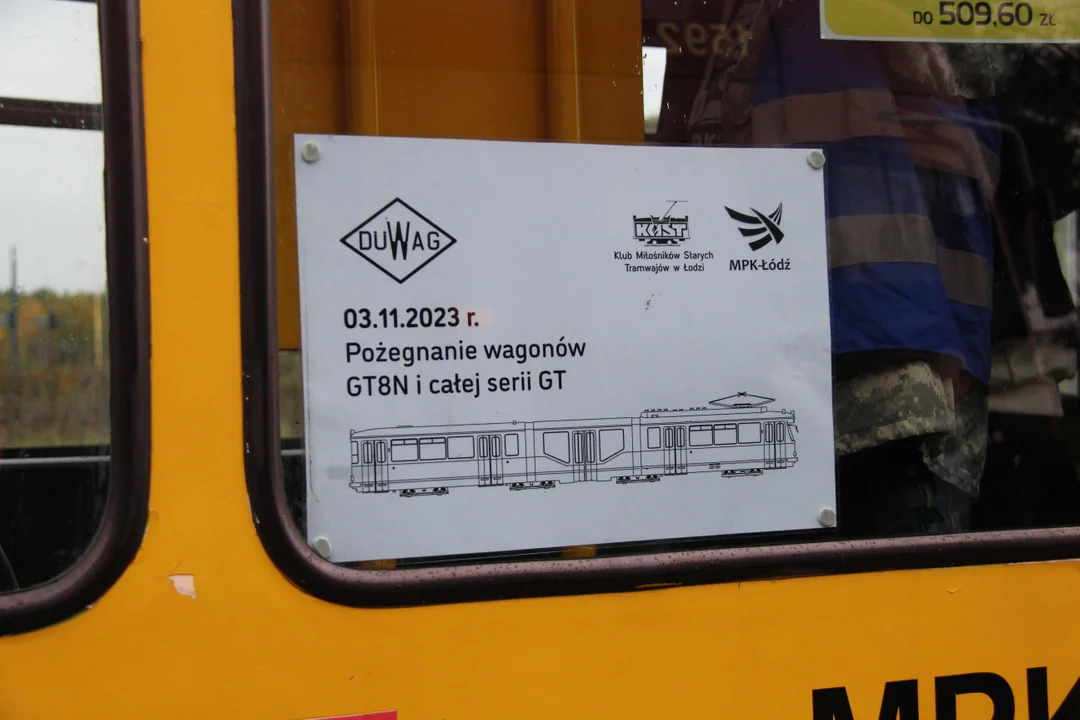 DO 509,60 ZŁ
DUWAG
KMST
Klub Miłośników Starych
Tramwajów w Łodzi
MPK-Łódź
03.11.2023 r.
Pożegnanie wagonów
GT8N i całej serii GT
MPK